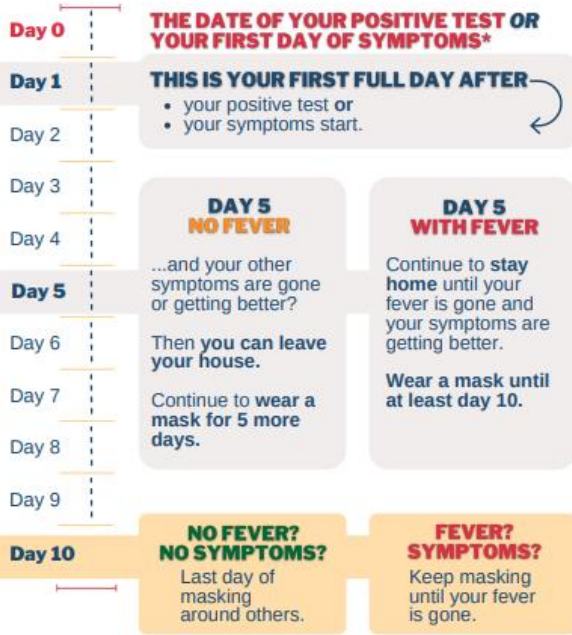 Day 0
THE DATE OF YOUR POSITIVE TEST OR
YOUR FIRST DAY OF SYMPTOMS*
Day 1
THIS IS YOUR FIRST FULL DAY AFTER
• your positive test or
• your symptoms start.
Day 2
Day 3
Day 4
Day 5
Day 6
Day 7
Day 8
Day 9
DAY 5
NO FEVER
...and your other
symptoms are gone
or getting better?
Then you can leave
your house.
Continue to wear a
mask for 5 more
days.
DAY 5
WITH FEVER
Continue to stay
home until your
fever is gone and
your symptoms are
getting better.
Wear a mask until
at least day 10.
Day 10
NO FEVER?
NO SYMPTOMS?
Last day of
masking
around others.
FEVER?
SYMPTOMS?
Keep masking
until your fever
is gone.